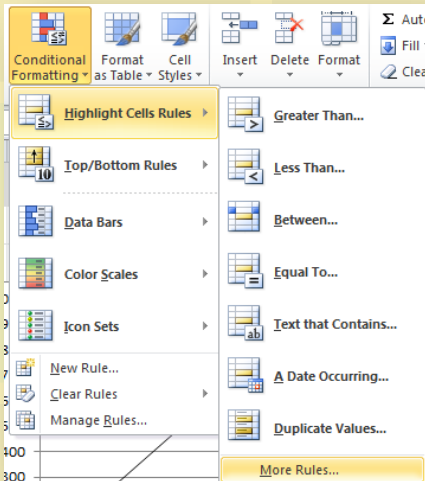 Conditional Formatting
Format as Table
Cell Styles
Insert
Delete
Format
Σ
Fill
Highlight Cells Rules
Top/Bottom Rules
10
Data Bars
Color Scales
Icon Sets
New Rule...
Clear Rules
Manage Rules...
Greater Than...
Less Than...
Between...
Equal To...
Text that Contains...
ab
A Date Occurring...
Duplicate Values...
More Rules...
400
300